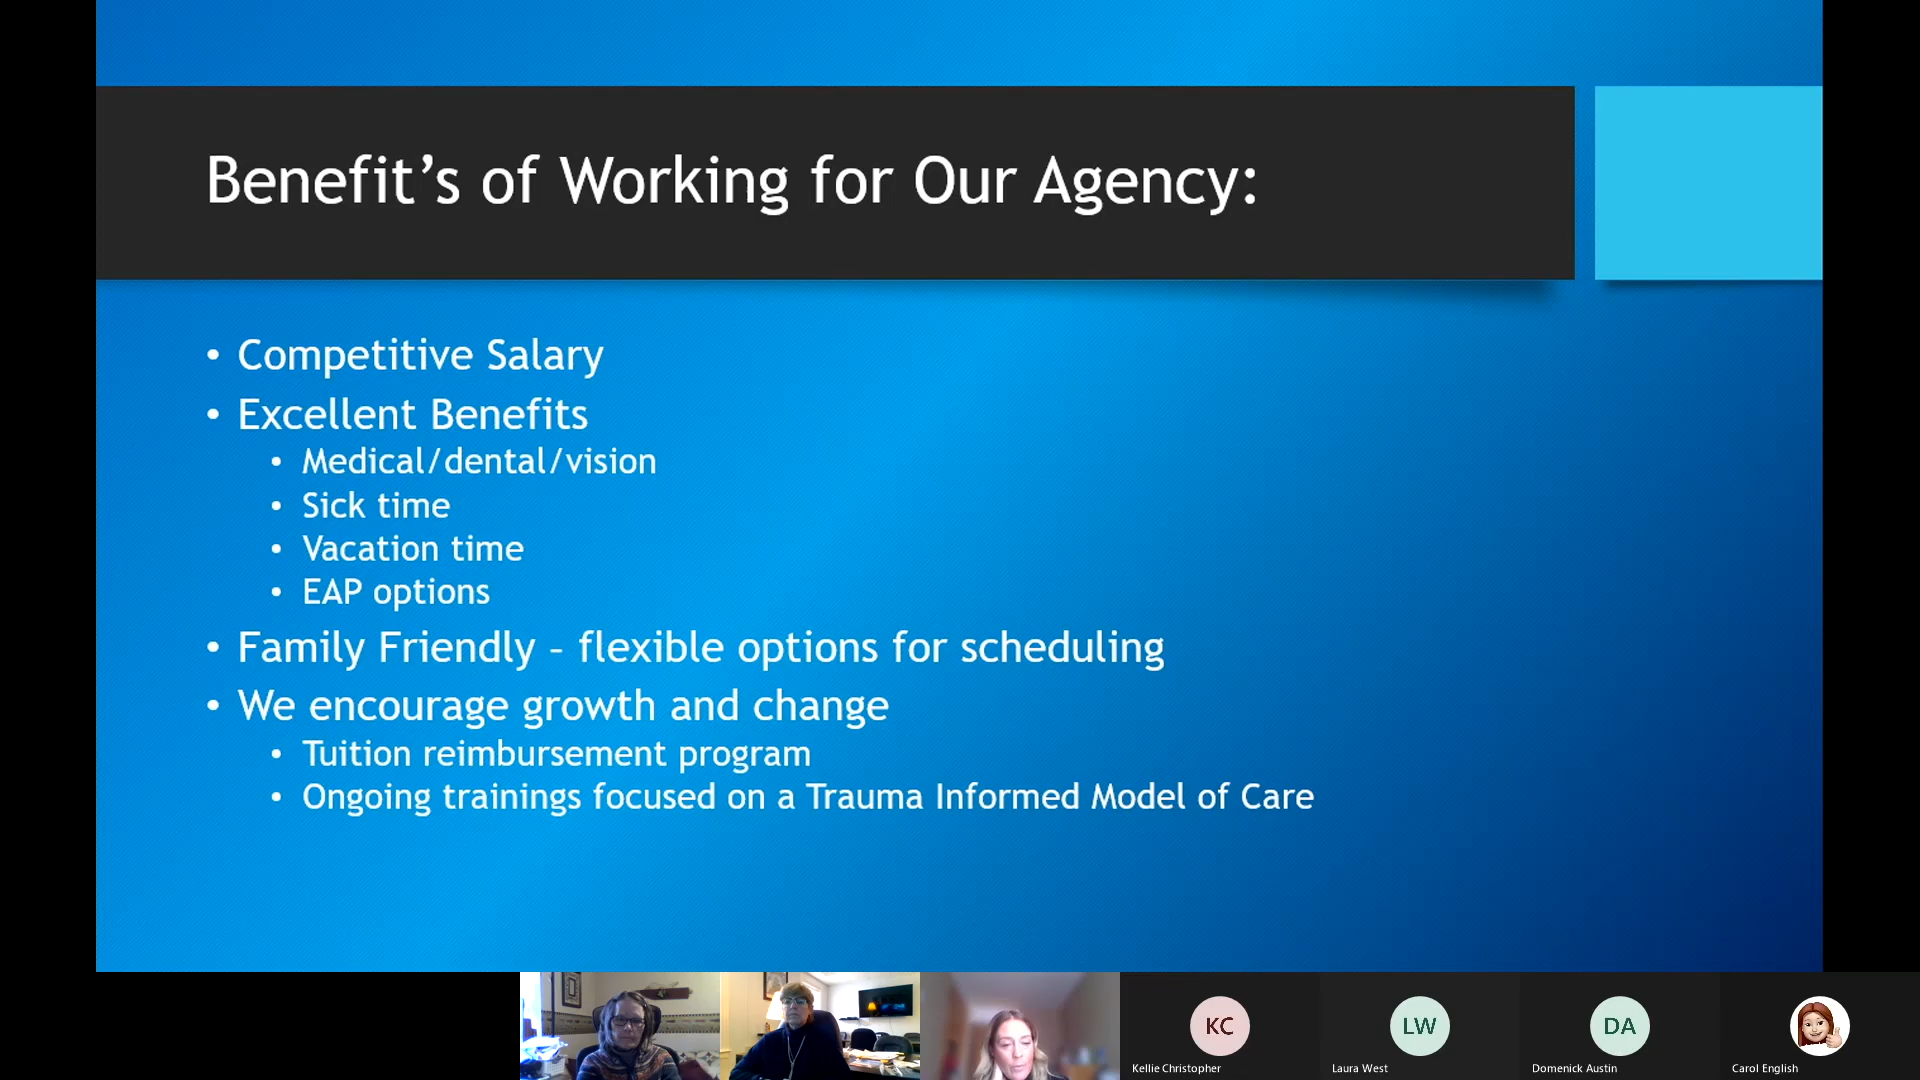 Benefit’s of Working for Our Agency:
• Competitive Salary
• Excellent Benefits
• Medical/dental/vision
• Sick time
• Vacation time
• EAP options
• Family Friendly – flexible options for scheduling
• We encourage growth and change
• Tuition reimbursement program
• Ongoing trainings focused on a Trauma Informed Model of Care
KC
LW
DA
Kellie Christopher
Laura West
Domenick Austin
Carol English